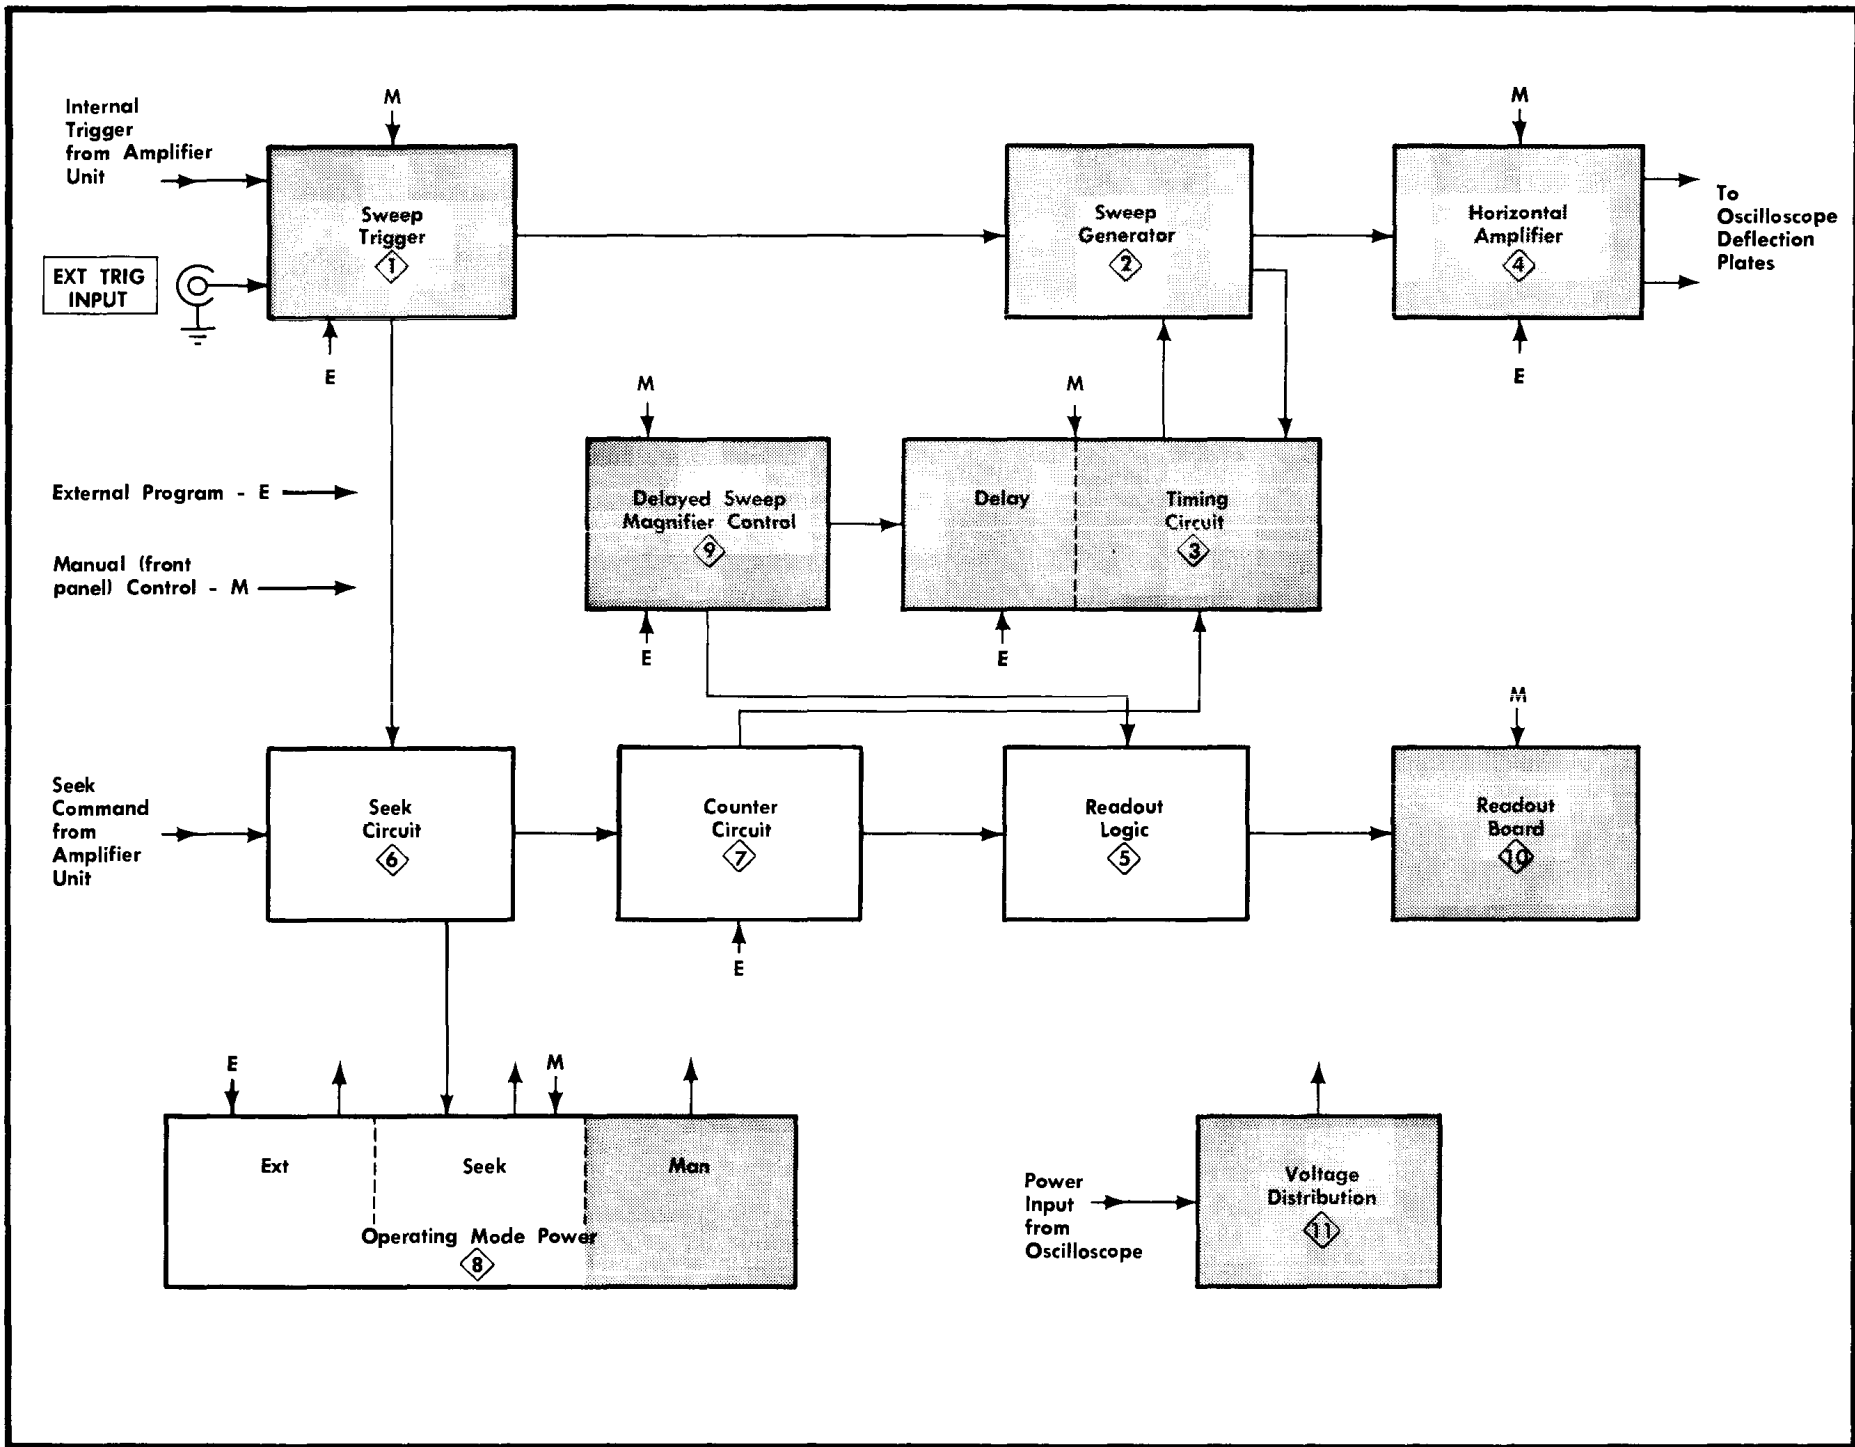 Internal
Trigger
from Amplifier
Unit
M
Sweep
Trigger
1
EXT TRIG
INPUT
E
Sweep
Generator
2
M
Horizontal
Amplifier
4
E
To
Oscilloscope
Deflection
Plates
External Program - E
Manual (front
panel) Control - M
M
Delayed Sweep
Magnifier Control
9
E
M
Delay
Timing
Circuit
3
E
Seek
Command
from
Amplifier
Unit
Seek
Circuit
6
Counter
Circuit
7
E
Readout
Logic
5
M
Readout
Board
10
E
M
Ext
Seek
Man
Operating Mode Power
8
Power
Input
from
Oscilloscope
Voltage
Distribution
11